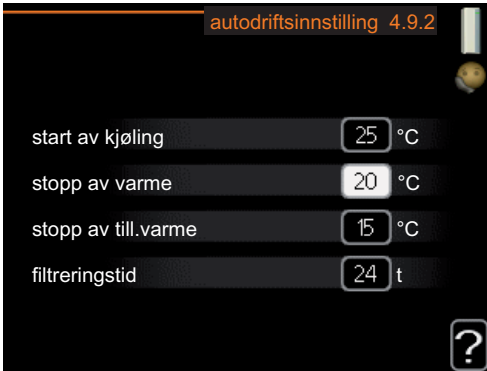 autodriftsinnstilling 4.9.2
start av kjøling 25 °C
stopp av varme 20 °C
stopp av till.varme 15 °C
filtreringstid 24 t
?